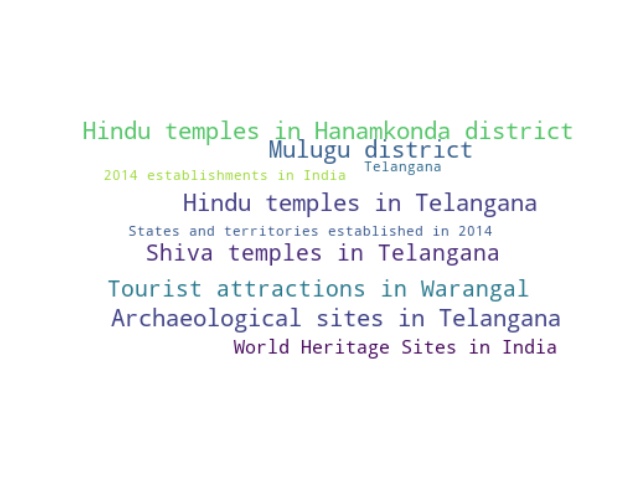 Hindu temples in Hanamkonda district
Mulugu district
Telangana
2014 establishments in India
Hindu temples in Telangana
States and territories established in 2014
Shiva temples in Telangana
Tourist attractions in Warangal
Archaeological sites in Telangana
World Heritage Sites in India